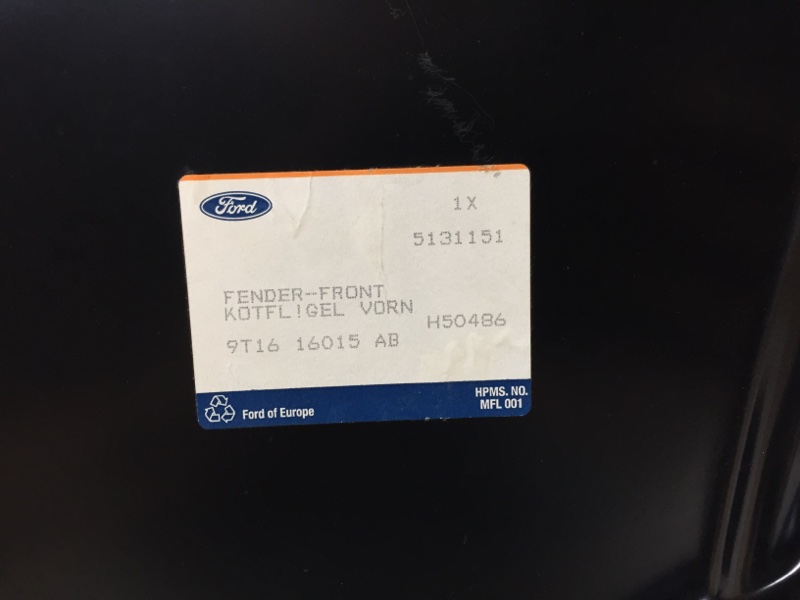 Ford
1X
5131151
FENDER-FRONT
KOTFL!GEL VORN
H50486
9T16 16015 AB
HPMS. NO.
MFL 001
Ford of Europe